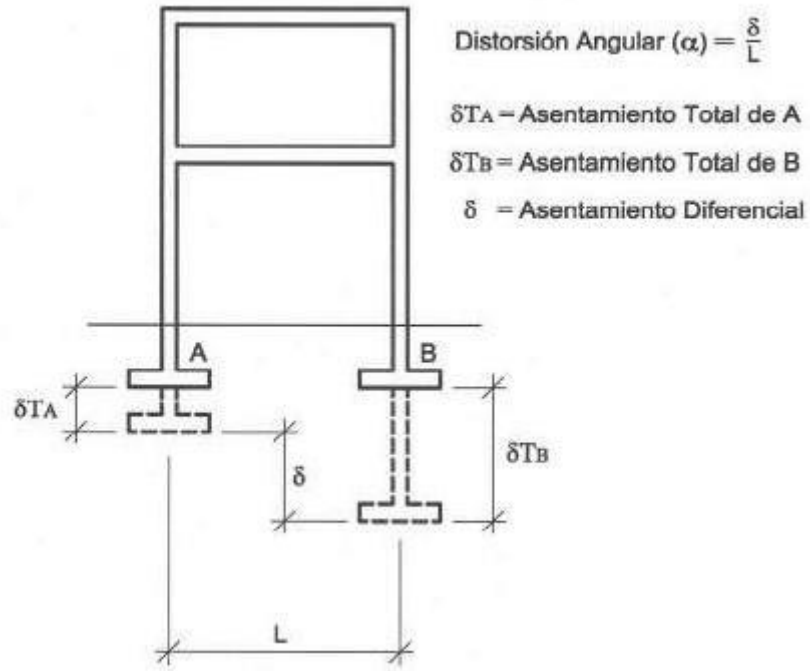 Distorsión Angular (α) = δ/L
δTA = Asentamiento Total de A
δTB = Asentamiento Total de B
δ = Asentamiento Diferencial
A
B
δTA
δ
δTB
L